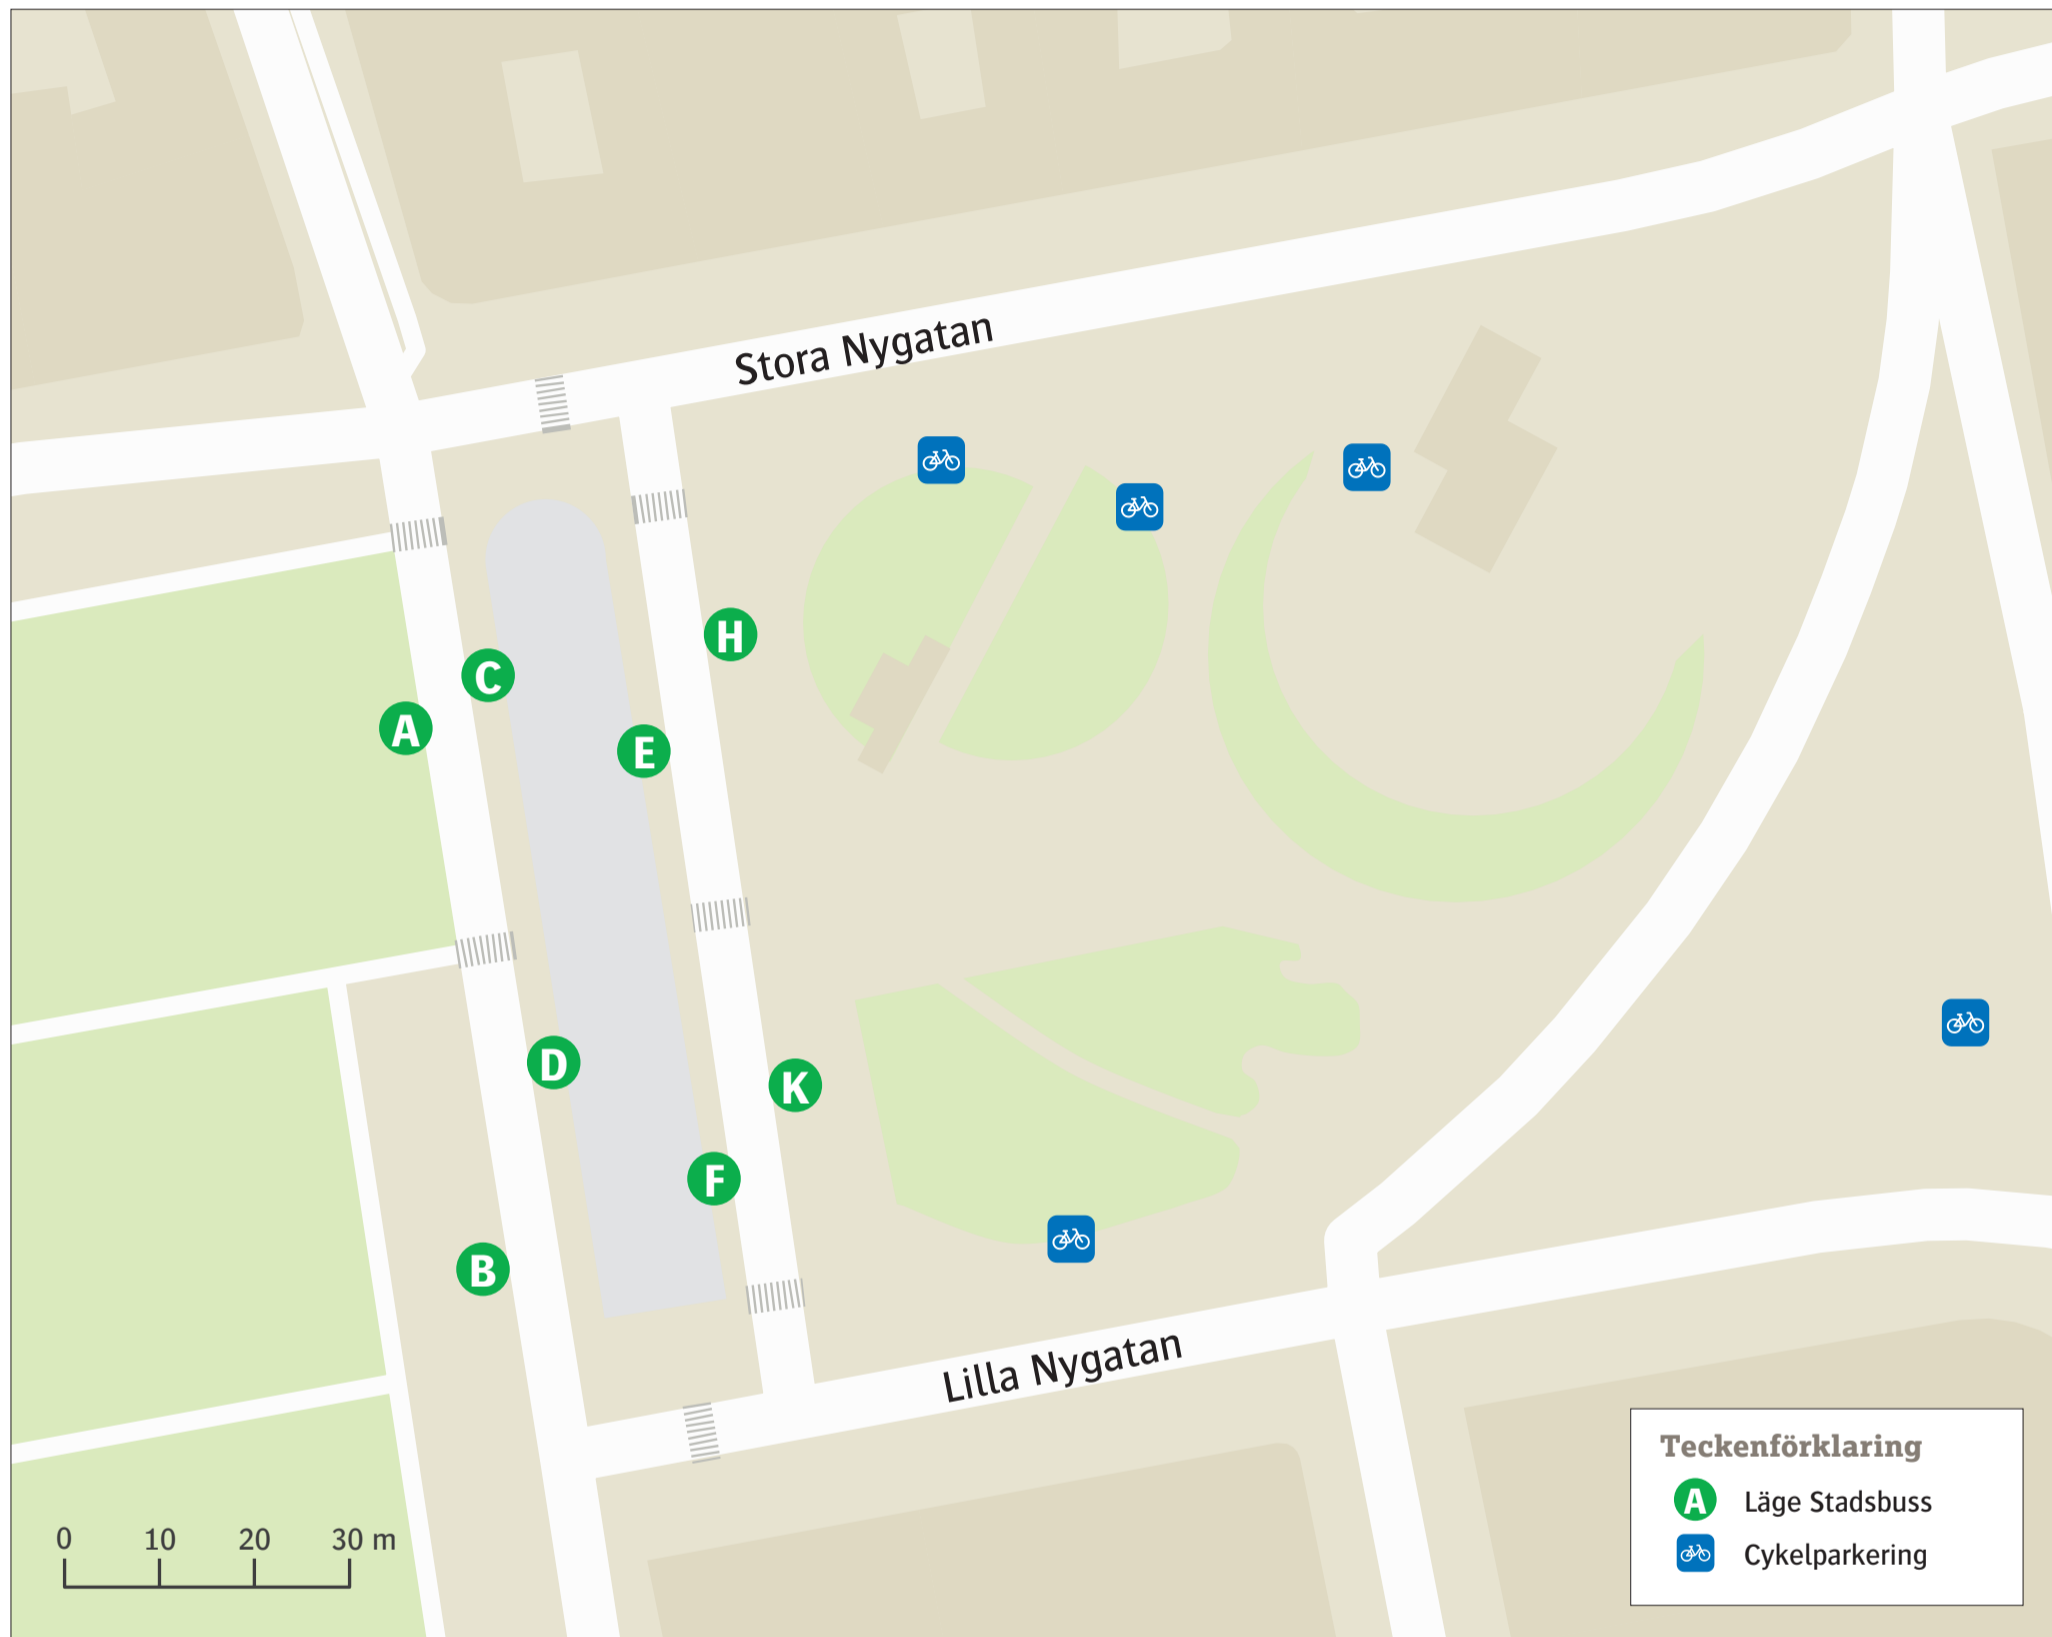 Stora Nygatan
H
C
A
E
D
K
F
B
Lilla Nygatan
Teckenförklaring
A Läge Stadsbuss
Cykelparkering
0 10 20 30 m